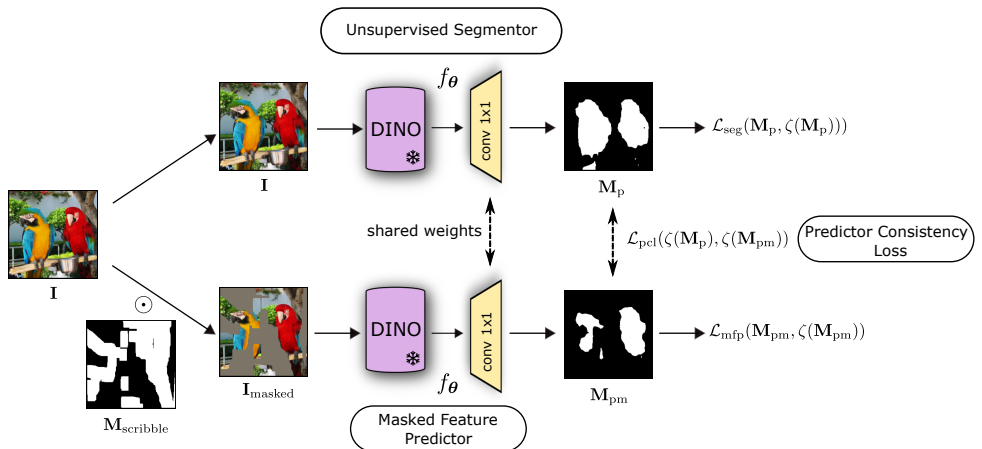 Unsupervised Segmentor
f_θ
DINO
conv 1x1
I
M_p
ℒ_seg(M_p, ζ(M_p)))
I
shared weights
ℒ_pcl(ζ(M_p), ζ(M_pm))
Predictor Consistency
Loss
⊙
M_scribble
I_masked
DINO
conv 1x1
f_θ
M_pm
ℒ_mfp(M_pm, ζ(M_pm))
Masked Feature
Predictor